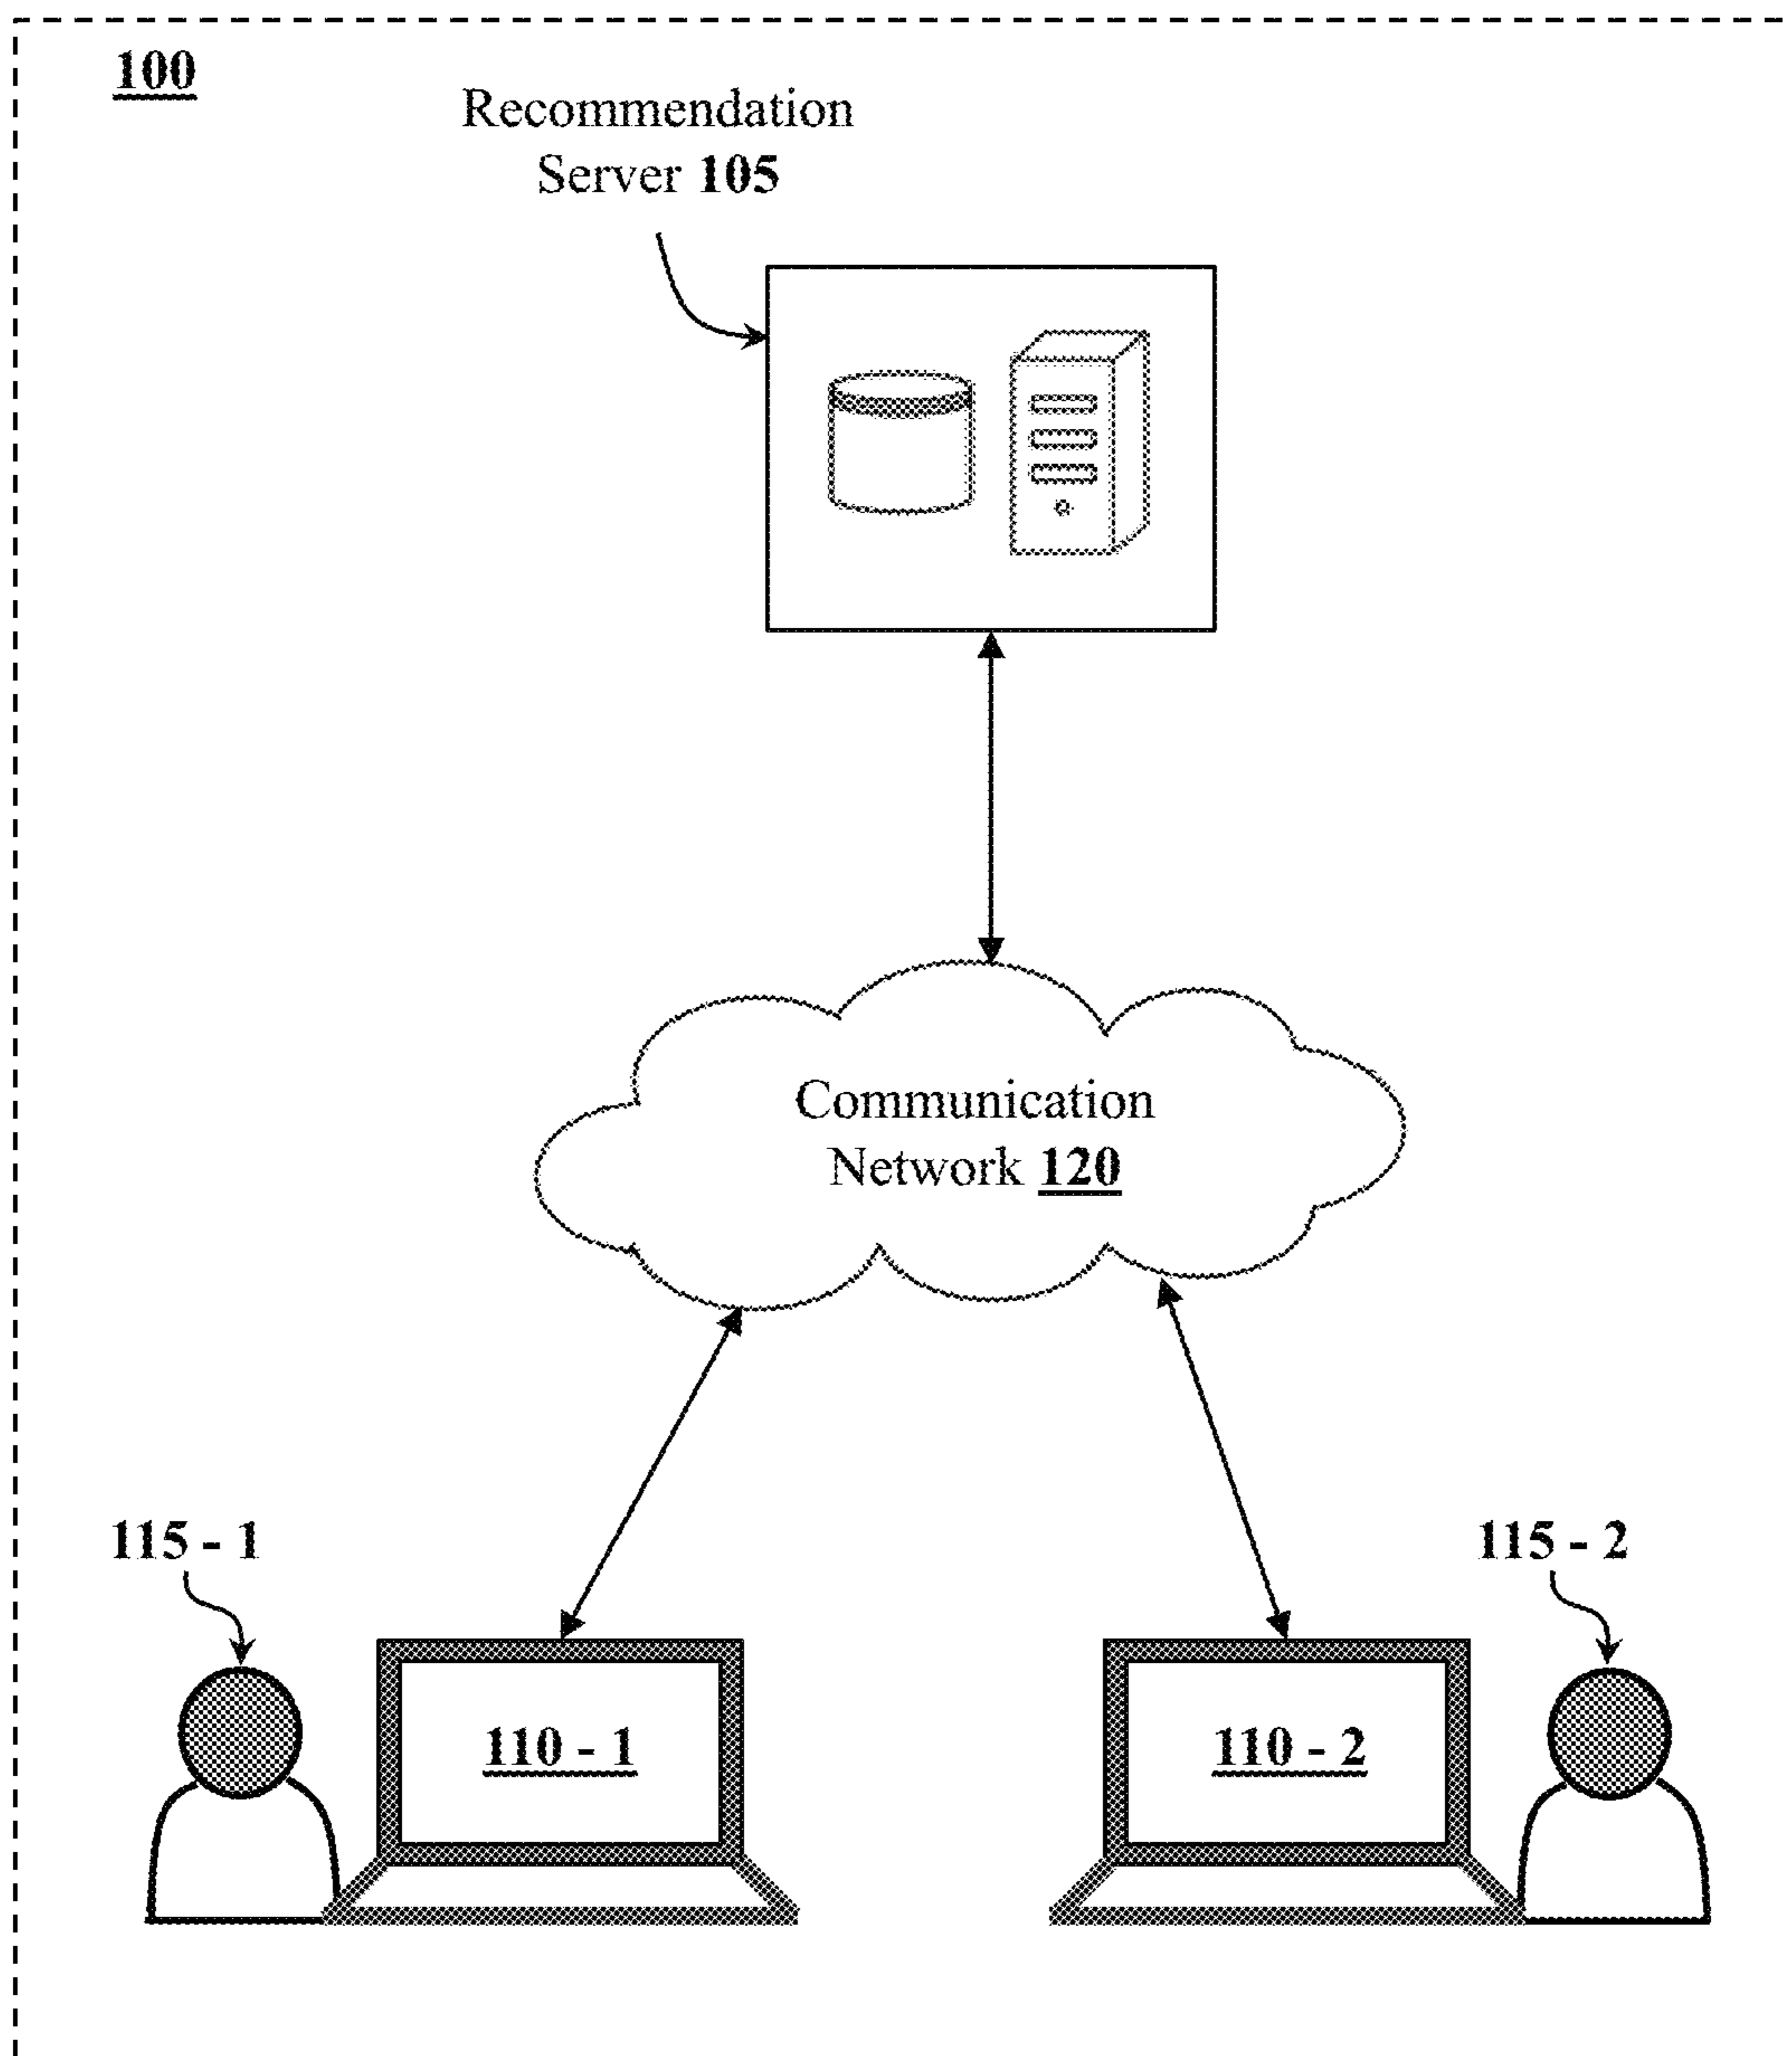 100
Recommendation
Server 105
Communication
Network 120
115 - 1
115 - 2
110 - 1
110 - 2